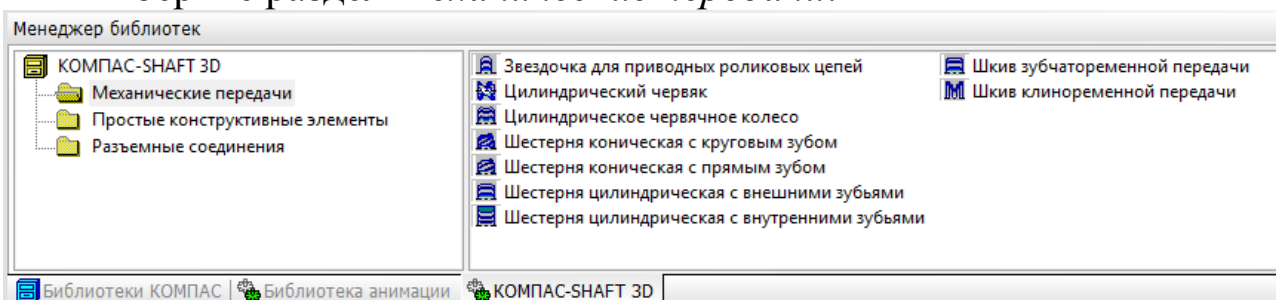 Менеджер библиотек
КОМПАС-SHAFT 3D
Механические передачи
Простые конструктивные элементы
Разъемные соединения
Звездочка для приводных роликовых цепей
Цилиндрический червяк
Цилиндрическое червячное колесо
Шестерня коническая с круговым зубом
Шестерня коническая с прямым зубом
Шестерня цилиндрическая с внешними зубьями
Шестерня цилиндрическая с внутренними зубьями
Шкив зубчатоременной передачи
Шкив клиноременной передачи
Библиотеки КОМПАС
Библиотека анимации
КОМПАС-SHAFT 3D